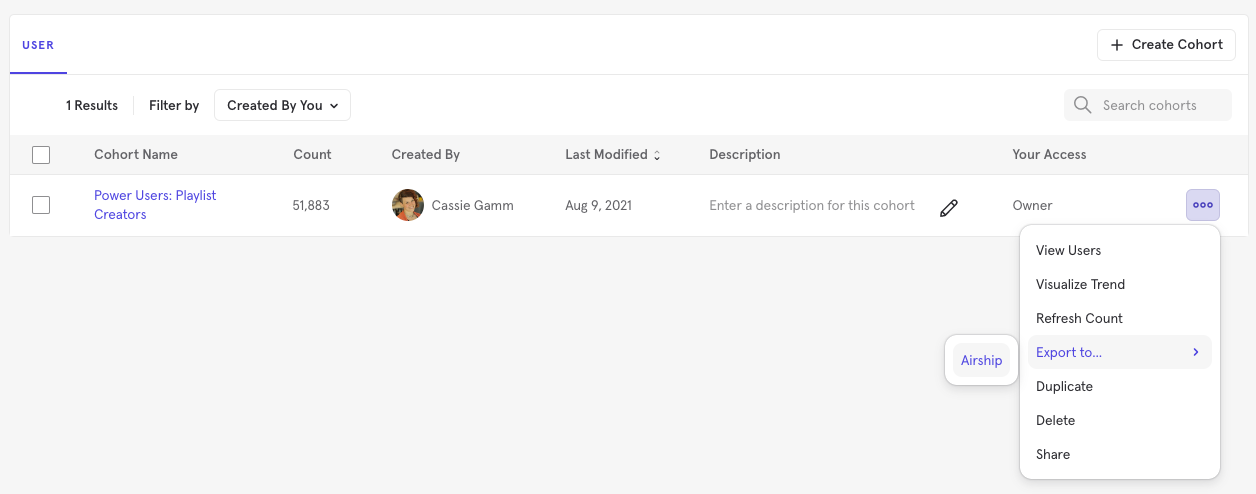 USER
+ Create Cohort
1 Results
Filter by
Created By You
Search cohorts
Cohort Name
Count
Created By
Last Modified
Description
Your Access
Power Users: Playlist
Creators
51,883
Cassie Gamm
Aug 9, 2021
Enter a description for this cohort
Owner
View Users
Visualize Trend
Refresh Count
Export to...
Airship
Duplicate
Delete
Share